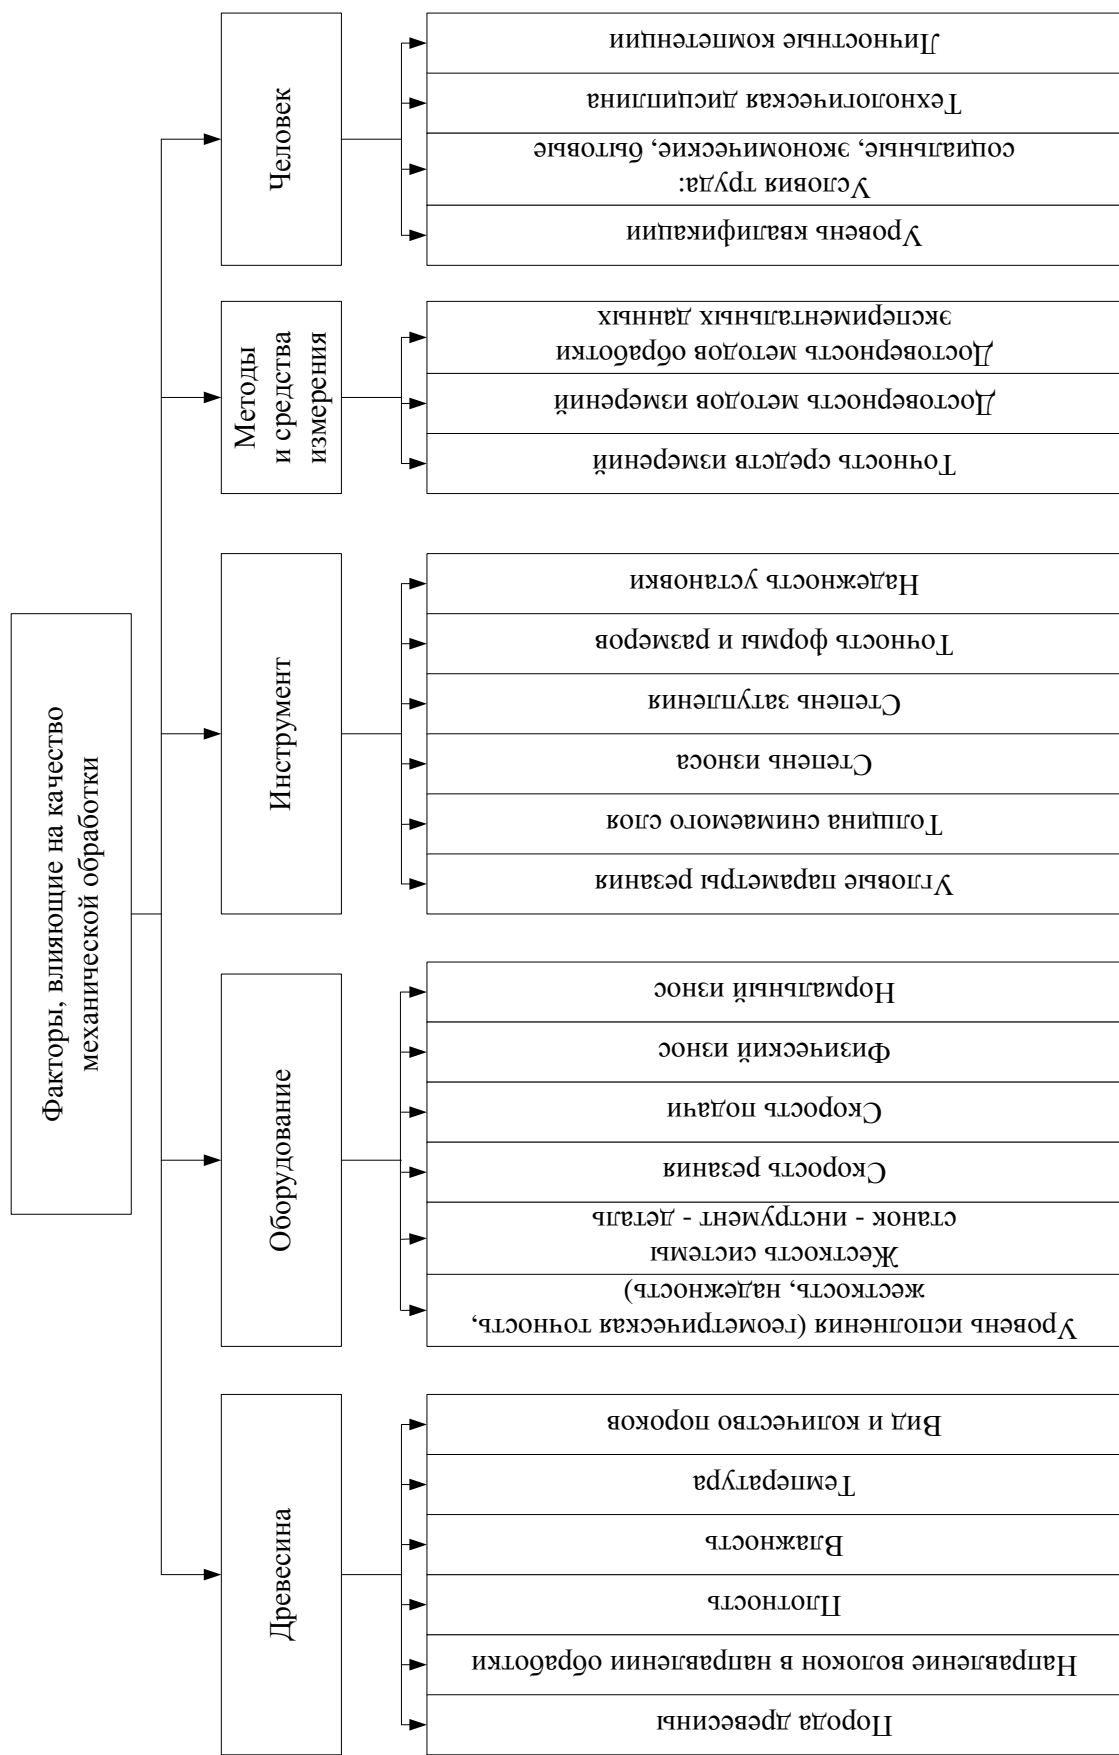 Факторы, влияющие на качество
механической обработки
Древесина
Порода древесины
Направление волокон в направлении обработки
Плотность
Влажность
Температура
Вид и количество пороков
Оборудование
Уровень исполнения (геометрическая точность,
жесткость, надежность)
Жесткость системы
станок - инструмент - деталь
Скорость резания
Скорость подачи
Физический износ
Нормальный износ
Инструмент
Угловые параметры резания
Толщина снимаемого слоя
Степень износа
Степень затупления
Точность формы и размеров
Надежность установки
Методы
и средства
измерения
Точность средств измерений
Достоверность методов измерений
Достоверность методов обработки
экспериментальных данных
Человек
Уровень квалификации
Условия труда:
социальные, экономические, бытовые
Технологическая дисциплина
Личностные компетенции